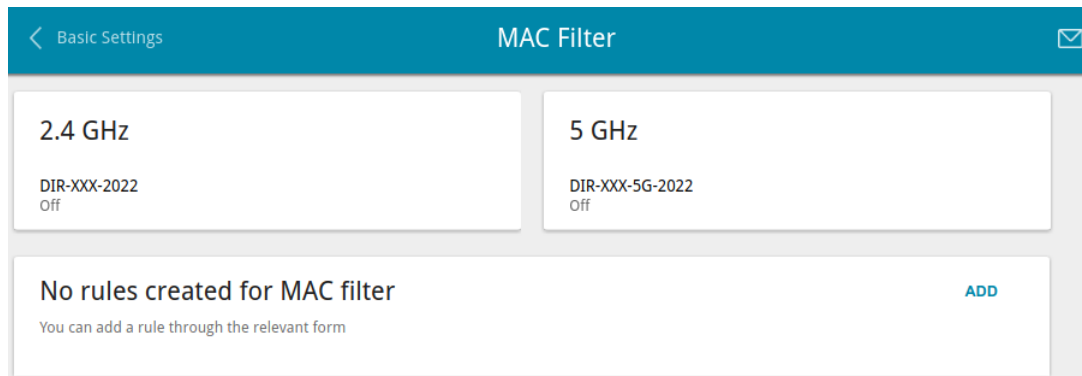 Basic Settings
MAC Filter
2.4 GHz
DIR-XXX-2022
Off
5 GHz
DIR-XXX-5G-2022
Off
No rules created for MAC filter
ADD
You can add a rule through the relevant form